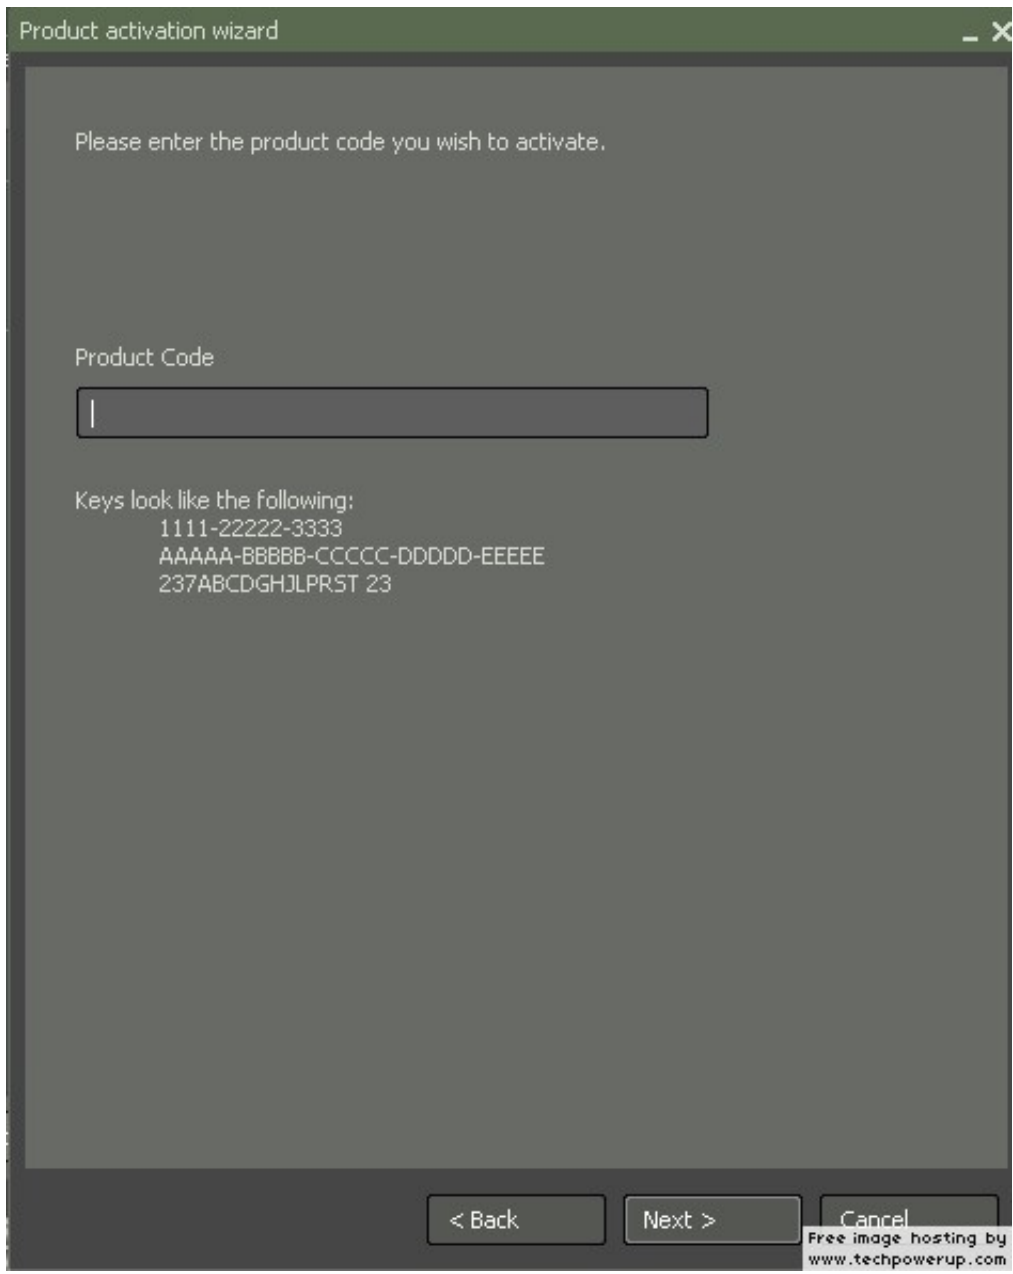 Product activation wizard
Please enter the product code you wish to activate.
Product Code
Keys look like the following:
1111-22222-3333
AAAAA-BBBBB-CCCCC-DDDDD-EEEEE
237ABCDGHJLPRST 23
< Back
Next >
Cancel
Free image hosting by
www.techpowerup.com